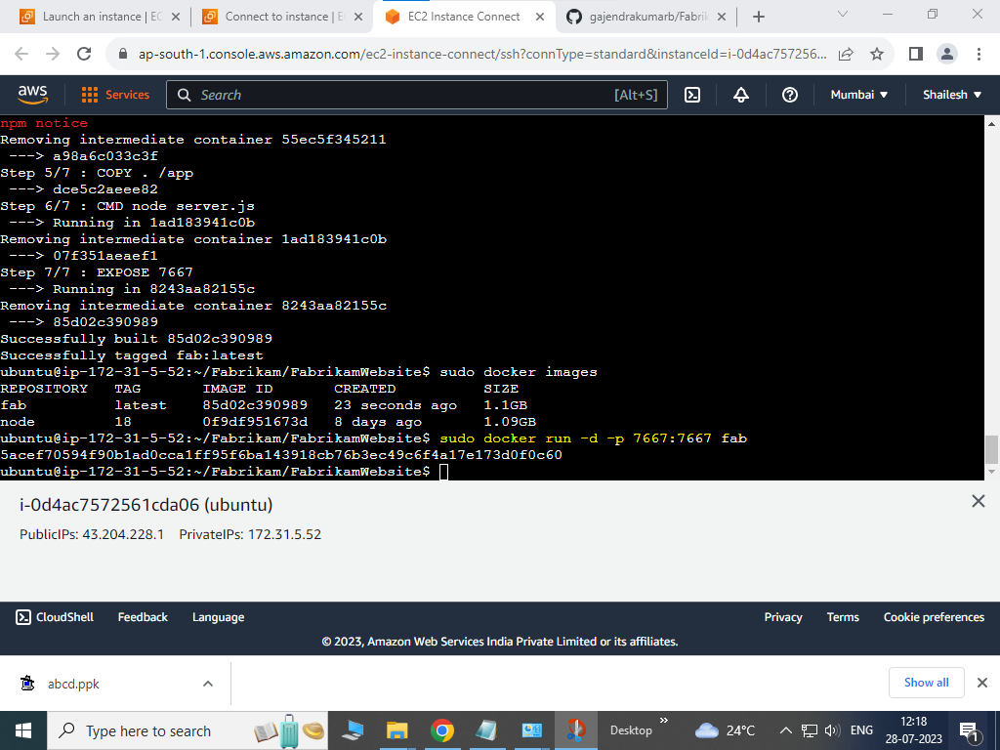 Launch an instance | EC
Connect to instance | E
EC2 Instance Connect
gajendrakumarb/Fabrik
ap-south-1.console.aws.amazon.com/ec2-instance-connect/ssh?connType=standard&instanceId=i-0d4ac757256...
aws
Services
Search
[Alt+S]
Mumbai
Shailesh
npm notice
Removing intermediate container 55ec5f345211
---> a98a6c033c3f
Step 5/7 : COPY . /app
---> dce5c2aeee82
Step 6/7 : CMD node server.js
---> Running in 1ad183941c0b
Removing intermediate container 1ad183941c0b
---> 07f351aeaef1
Step 7/7 : EXPOSE 7667
---> Running in 8243aa82155c
Removing intermediate container 8243aa82155c
---> 85d02c390989
Successfully built 85d02c390989
Successfully tagged fab:latest
ubuntu@ip-172-31-5-52:~/Fabrikam/FabrikamWebsite$ sudo docker images
REPOSITORY TAG IMAGE ID CREATED SIZE
fab latest 85d02c390989 23 seconds ago 1.1GB
node 18 0f9df951673d 8 days ago 1.09GB
ubuntu@ip-172-31-5-52:~/Fabrikam/FabrikamWebsite$ sudo docker run -d -p 7667:7667 fab
5acef70594f90b1ad0cca1ff95f6ba143918cb76b3ec49c6f4a17e173d0f0c60
ubuntu@ip-172-31-5-52:~/Fabrikam/FabrikamWebsite$
i-0d4ac7572561cda06 (ubuntu)
PublicIPs: 43.204.228.1 PrivateIPs: 172.31.5.52
CloudShell
Feedback
Language
Privacy
Terms
Cookie preferences
© 2023, Amazon Web Services India Private Limited or its affiliates.
abcd.ppk
Show all
Type here to search
Desktop
24°C
ENG
12:18
28-07-2023
1